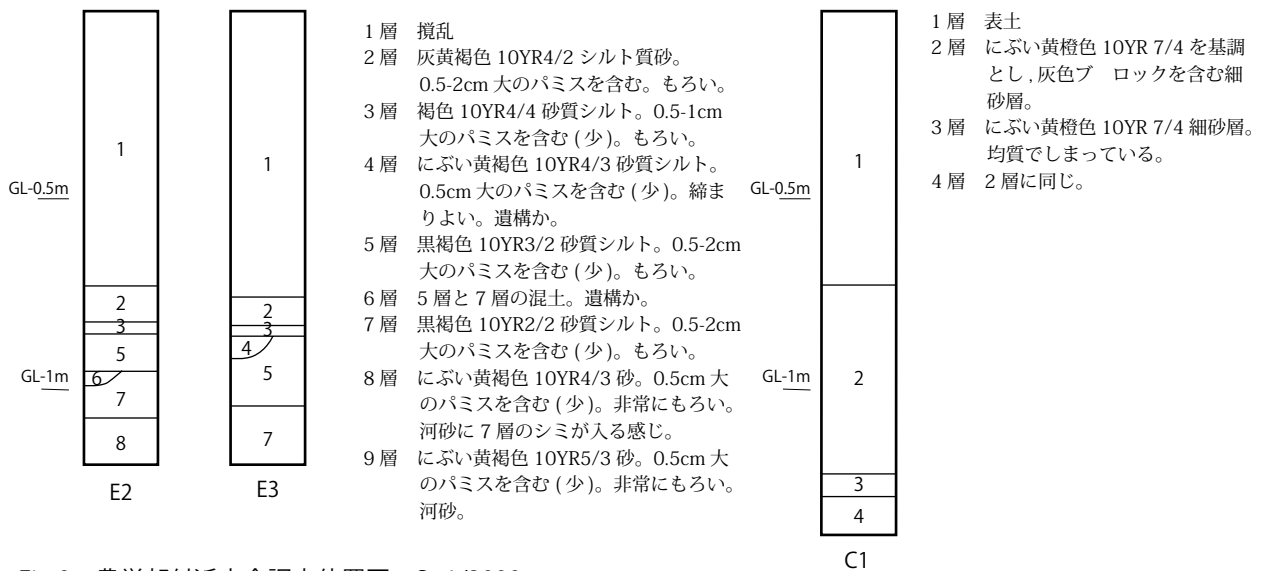 GL-0.5m
GL-1m
1
2
3
5
6
7
8
E2
1
2
3
4
5
7
E3
1層 撹乱
2層 灰黄褐色 10YR4/2 シルト質砂。
0.5-2cm 大のパミスを含む。もろい。
3層 褐色 10YR4/4 砂質シルト。0.5-1cm
大のパミスを含む ( 少 )。もろい。
4層 にぶい黄褐色 10YR4/3 砂質シルト。
0.5cm 大のパミスを含む ( 少 )。締ま
りよい。遺構か。
5層 黒褐色 10YR3/2 砂質シルト。0.5-2cm
大のパミスを含む ( 少 )。もろい。
6層 5 層と 7 層の混土。遺構か。
7層 黒褐色 10YR2/2 砂質シルト。0.5-2cm
大のパミスを含む ( 少 )。もろい。
8層 にぶい黄褐色 10YR4/3 砂。0.5cm 大
のパミスを含む ( 少 )。非常にもろい。
河砂に 7 層のシミが入る感じ。
9層 にぶい黄褐色 10YR5/3 砂。0.5cm 大
のパミスを含む ( 少 )。非常にもろい。
河砂。
GL-0.5m
GL-1m
1
2
3
4
C1
1層 表土
2層 にぶい黄橙色 10YR 7/4 を基調
とし , 灰色ブ ロックを含む細
砂層。
3層 にぶい黄橙色 10YR 7/4 細砂層。
均質でしまっている。
4層 2 層に同じ。